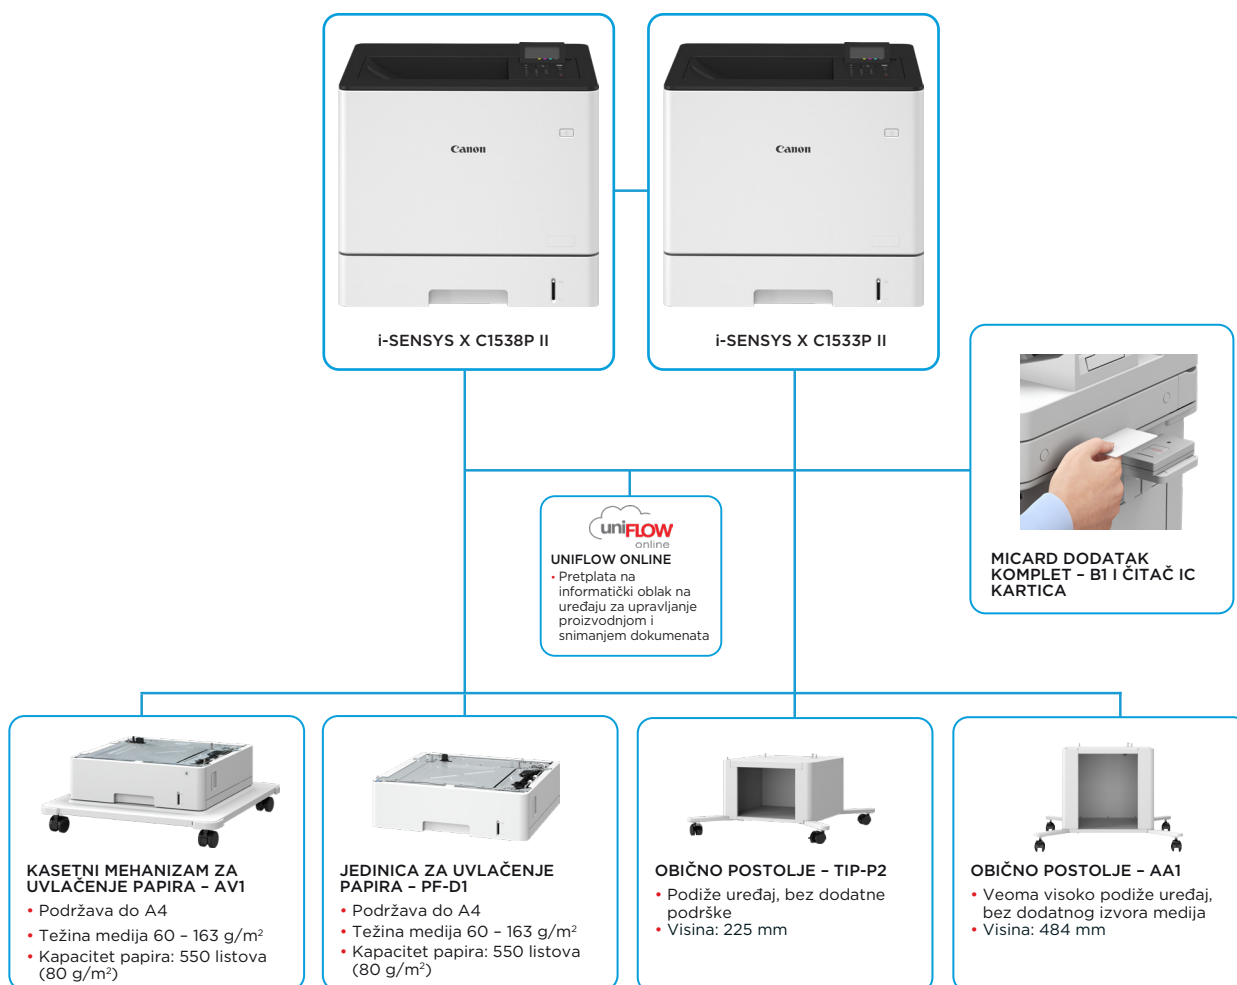 Canon
Canon
i-SENSYS X C1538P II
i-SENSYS X C1533P II
MICARD DODATAK
KOMPLET – B1 I ČITAČ IC
KARTICA
uniFLOW
online
UNIFLOW ONLINE
• Pretplata na
informatički oblak na
uređaju za upravljanje
proizvodnjom i
snimanjem dokumenata
KASETNI MEHANIZAM ZA
UVLAČENJE PAPIRA – AV1
• Podržava do A4
• Težina medija 60 – 163 g/m²
• Kapacitet papira: 550 listova
(80 g/m²)
JEDINICA ZA UVLAČENJE
PAPIRA – PF-D1
• Podržava do A4
• Težina medija 60 – 163 g/m²
• Kapacitet papira: 550 listova
(80 g/m²)
OBIČNO POSTOLJE – TIP-P2
• Podiže uređaj, bez dodatne
podrške
• Visina: 225 mm
OBIČNO POSTOLJE – AA1
• Veoma visoko podiže uređaj,
bez dodatnog izvora medija
• Visina: 484 mm